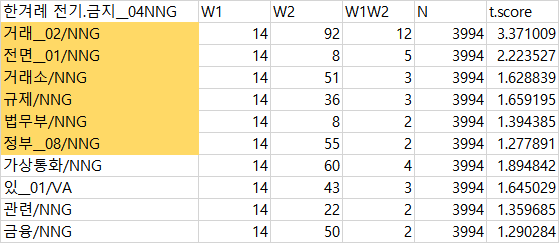 한겨레 전기.금지__04NNG W1 W2 W1W2 N t.score
거래__02/NNG 14 92 12 3994 3.371009
전면__01/NNG 14 8 5 3994 2.223527
거래소/NNG 14 51 3 3994 1.628839
규제/NNG 14 36 3 3994 1.659195
법무부/NNG 14 8 2 3994 1.394385
정부__08/NNG 14 55 2 3994 1.277891
가상통화/NNG 14 60 4 3994 1.894842
있__01/VA 14 43 3 3994 1.645029
관련/NNG 14 22 2 3994 1.359685
금융/NNG 14 50 2 3994 1.290284